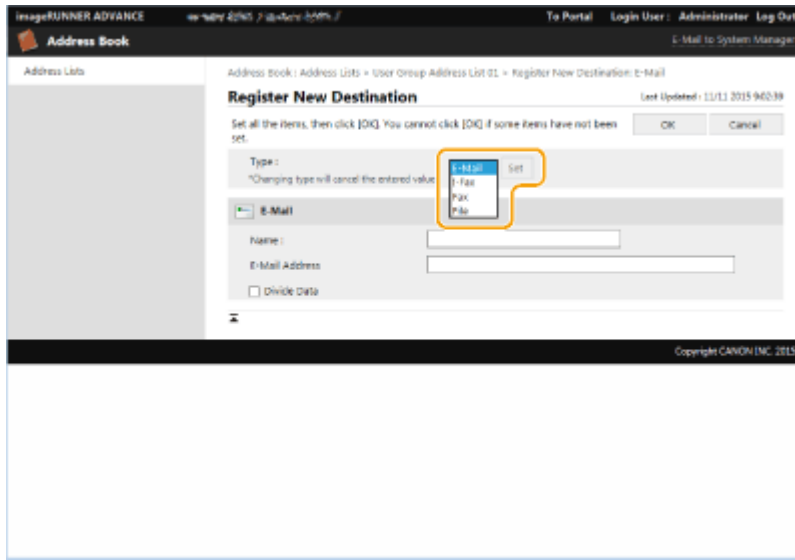 imageRUNNER ADVANCE
To Portal Login User : Administrator Log Out
Address Book
E-Mail to System Manager
Address Lists
Address Book : Address Lists > User Group Address List 01 > Register New Destination: E-Mail
Register New Destination
Last Updated : 11/11 2015 9:02:39
Set all the items, then click [OK]. You cannot click [OK] if some items have not been
set.
OK Cancel
Type :
*Changing type will cancel the entered value
E-Mail Set
I-Fax
Fax
File
E-Mail
Name :
E-Mail Address
Divide Data
Copyright CANON INC. 2015